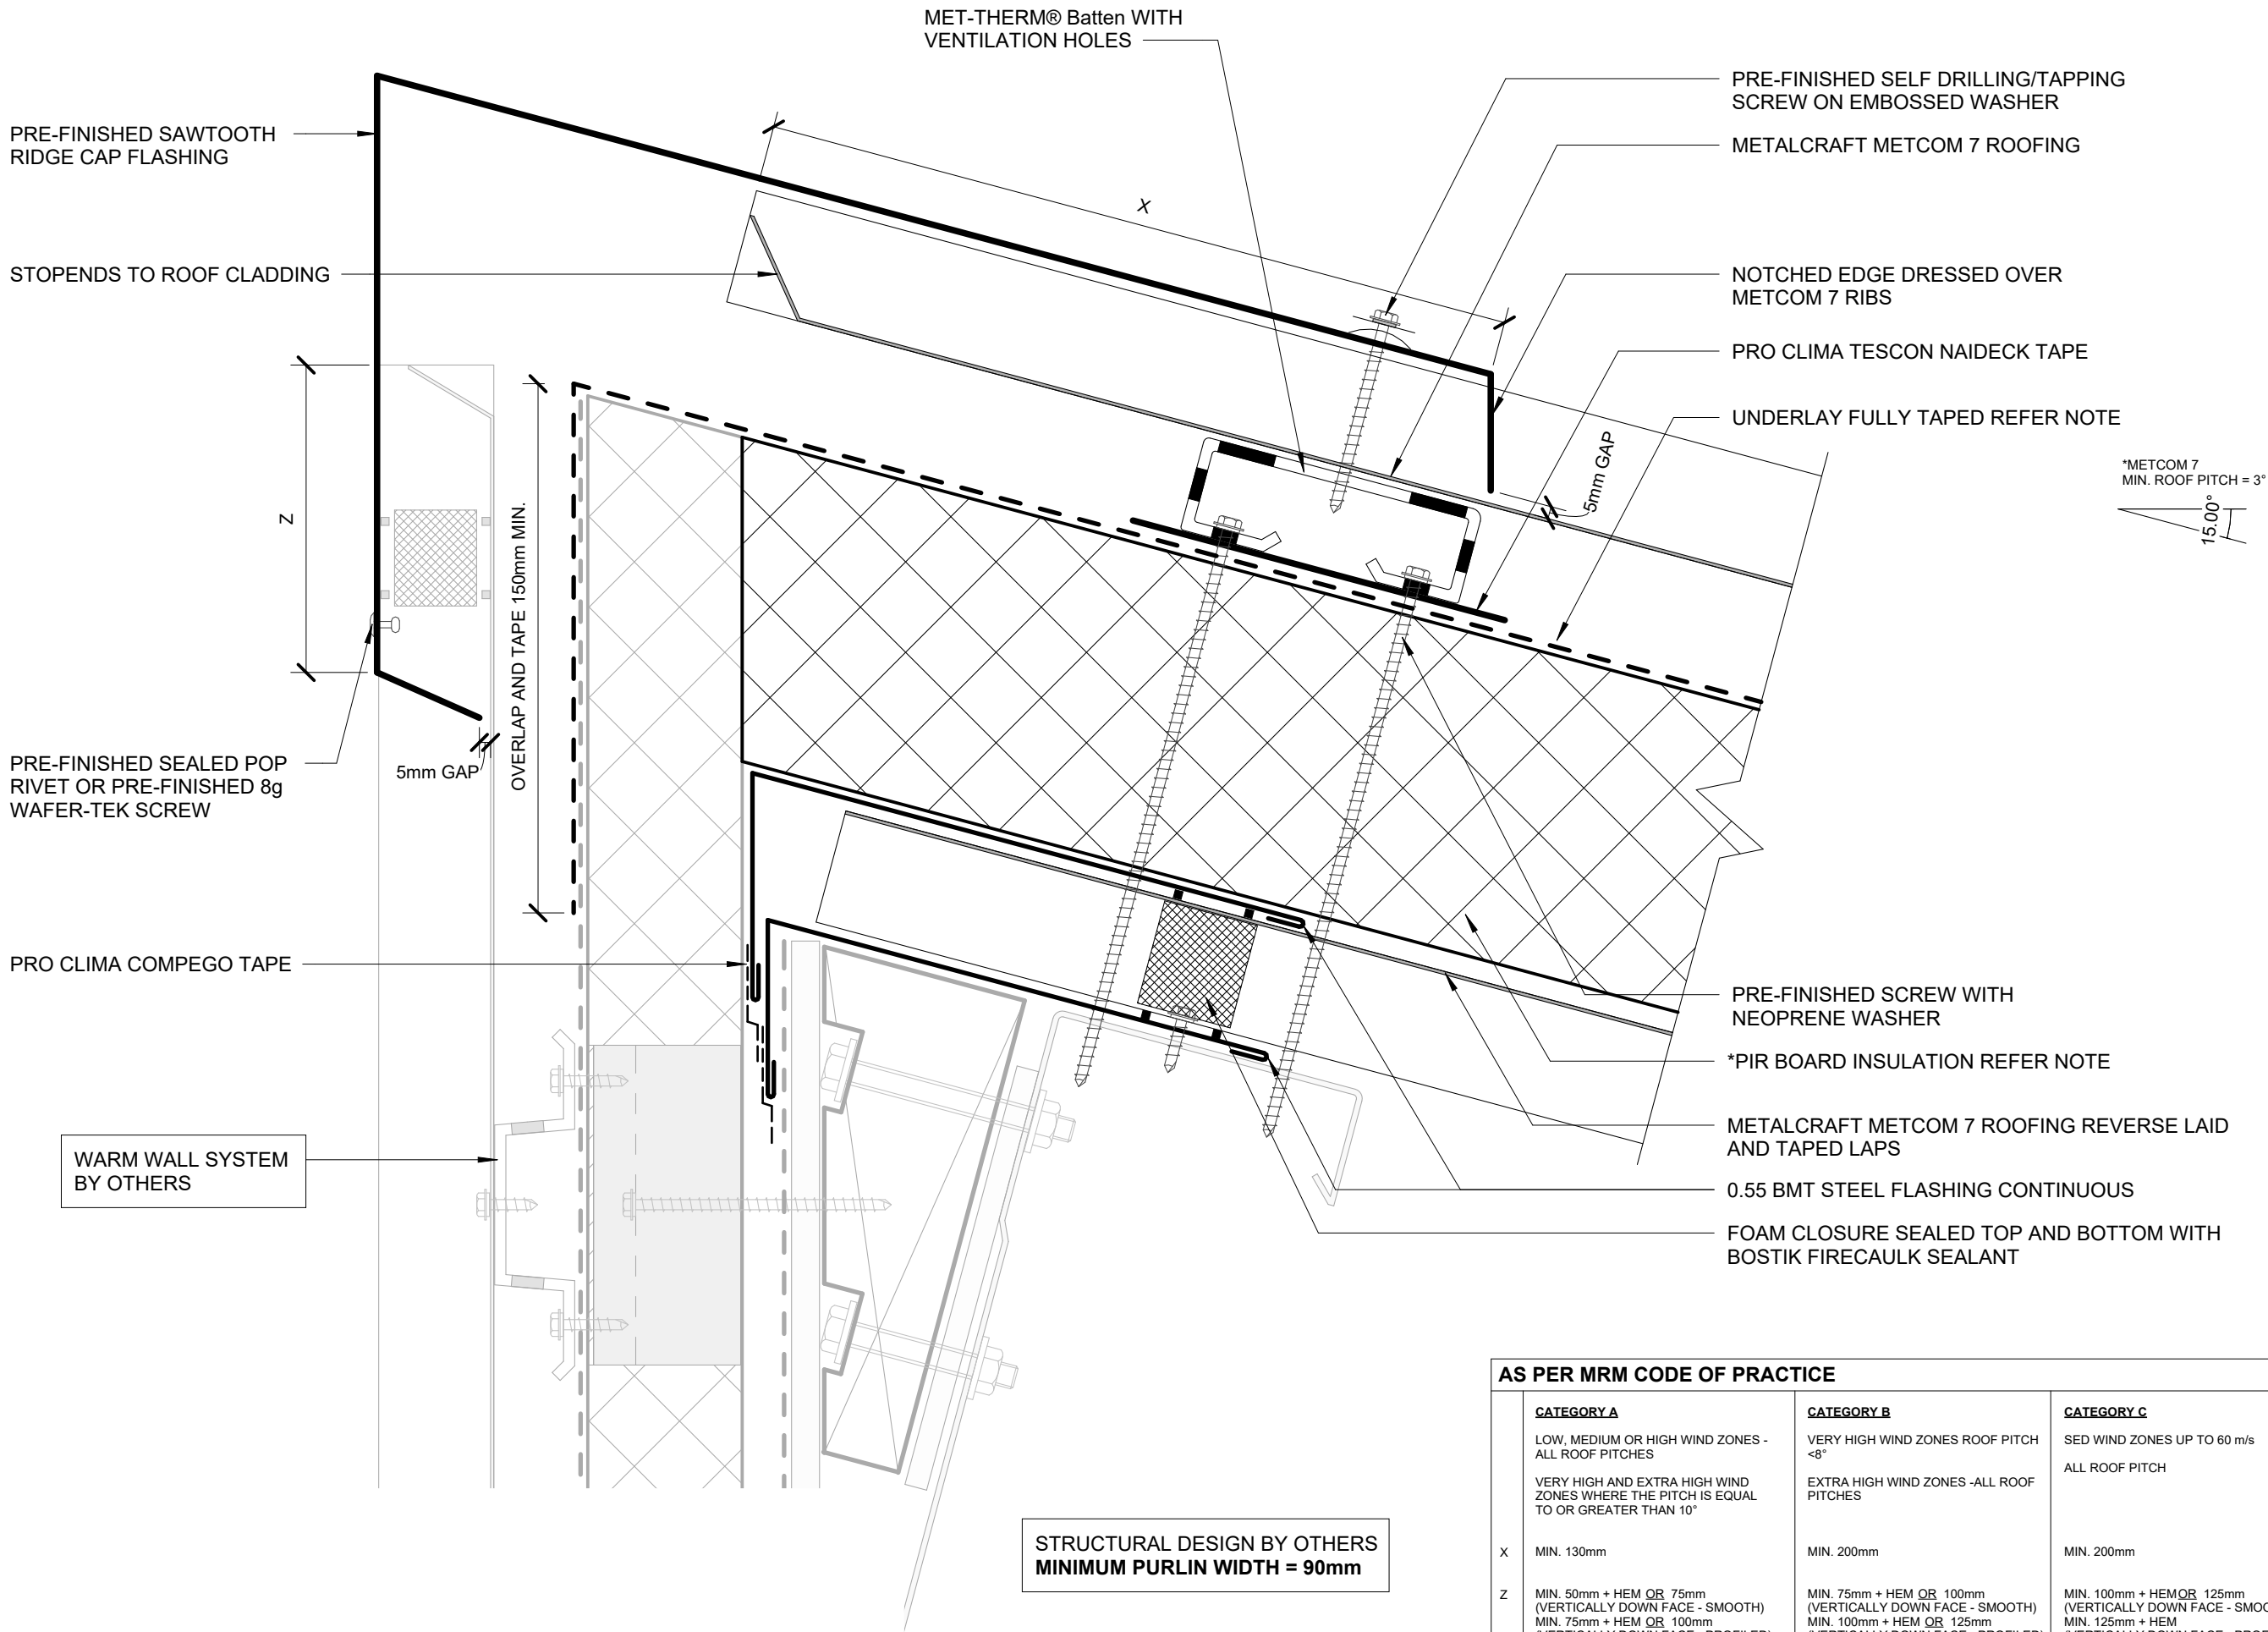 MET-THERM® Batten WITH
VENTILATION HOLES
PRE-FINISHED SELF DRILLING/TAPPING
SCREW ON EMBOSSED WASHER
PRE-FINISHED SAWTOOTH
RIDGE CAP FLASHING
METALCRAFT METCOM 7 ROOFING
X
STOPENDS TO ROOF CLADDING
NOTCHED EDGE DRESSED OVER
METCOM 7 RIBS
PRO CLIMA TESCON NAIDECK TAPE
UNDERLAY FULLY TAPED REFER NOTE
5mm GAP
*METCOM 7
MIN. ROOF PITCH = 3°
15.00°
Z
OVERLAP AND TAPE 150mm MIN.
PRE-FINISHED SEALED POP
RIVET OR PRE-FINISHED 8g
WAFER-TEK SCREW
5mm GAP
PRO CLIMA COMPEGO TAPE
PRE-FINISHED SCREW WITH
NEOPRENE WASHER
*PIR BOARD INSULATION REFER NOTE
METALCRAFT METCOM 7 ROOFING REVERSE LAID
AND TAPED LAPS
WARM WALL SYSTEM
BY OTHERS
0.55 BMT STEEL FLASHING CONTINUOUS
FOAM CLOSURE SEALED TOP AND BOTTOM WITH
BOSTIK FIRECAULK SEALANT
STRUCTURAL DESIGN BY OTHERS
MINIMUM PURLIN WIDTH = 90mm
AS PER MRM CODE OF PRACTICE
CATEGORY A
LOW, MEDIUM OR HIGH WIND ZONES -
ALL ROOF PITCHES
VERY HIGH AND EXTRA HIGH WIND
ZONES WHERE THE PITCH IS EQUAL
TO OR GREATER THAN 10°
CATEGORY B
VERY HIGH WIND ZONES ROOF PITCH
<8°
EXTRA HIGH WIND ZONES -ALL ROOF
PITCHES
CATEGORY C
SED WIND ZONES UP TO 60 m/s
ALL ROOF PITCH
X
MIN. 130mm
MIN. 200mm
MIN. 200mm
Z
MIN. 50mm + HEM OR 75mm
(VERTICALLY DOWN FACE - SMOOTH)
MIN. 75mm + HEM OR 100mm
MIN. 75mm + HEM OR 100mm
(VERTICALLY DOWN FACE - SMOOTH)
MIN. 100mm + HEM OR 125mm
MIN. 100mm + HEMOR 125mm
(VERTICALLY DOWN FACE - SMOO
MIN. 125mm + HEM